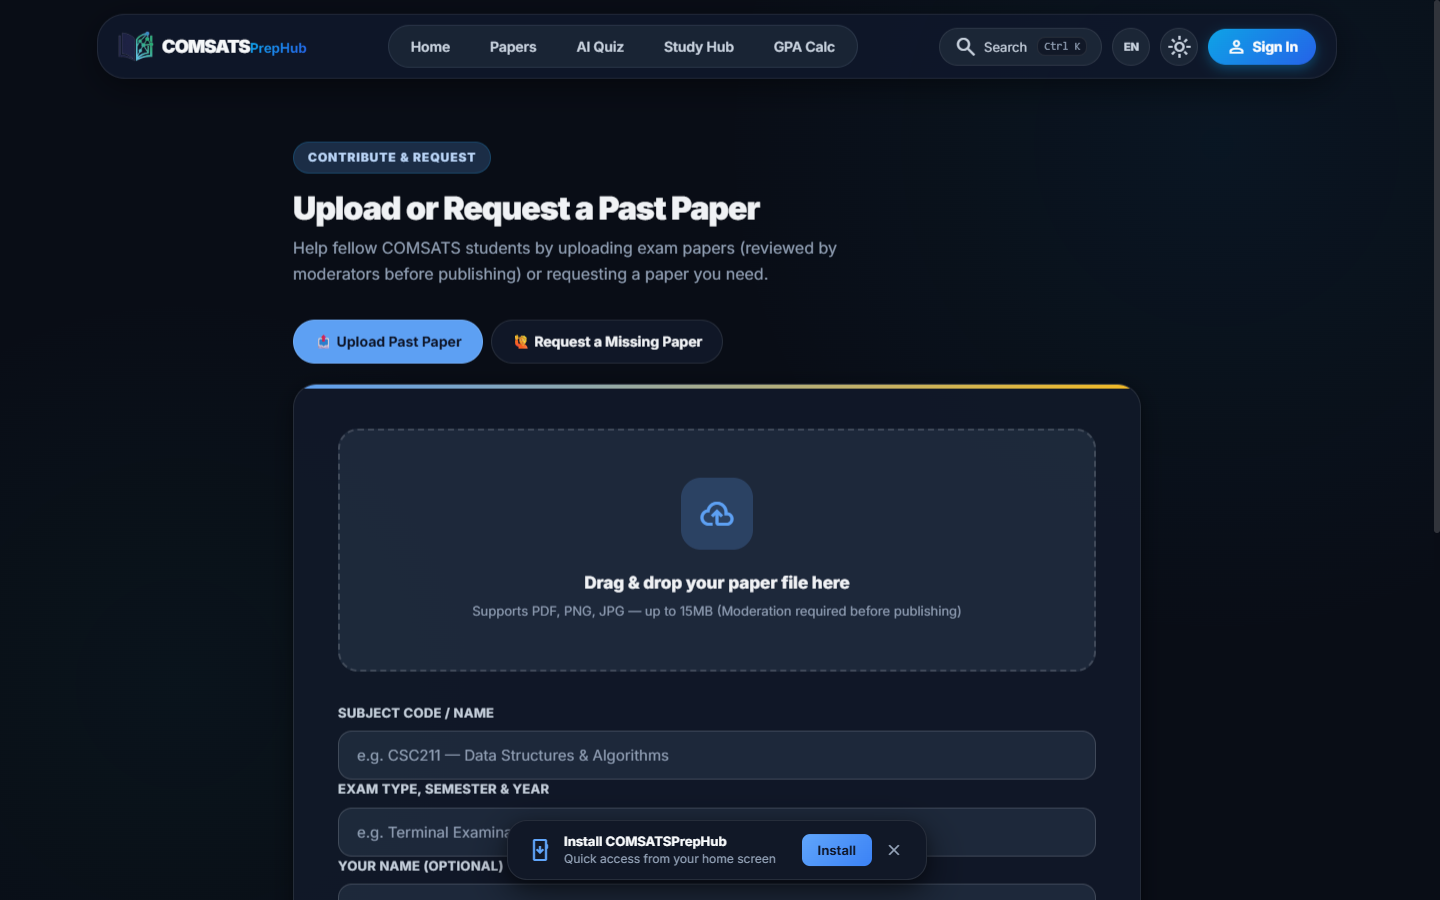 COMSATSPrepHub
Home
Papers
AI Quiz
Study Hub
GPA Calc
Search
Ctrl K
EN
Sign In
CONTRIBUTE & REQUEST
Upload or Request a Past Paper
Help fellow COMSATS students by uploading exam papers (reviewed by
moderators before publishing) or requesting a paper you need.
Upload Past Paper
Request a Missing Paper
Drag & drop your paper file here
Supports PDF, PNG, JPG — up to 15MB (Moderation required before publishing)
SUBJECT CODE / NAME
e.g. CSC211 — Data Structures & Algorithms
EXAM TYPE, SEMESTER & YEAR
e.g. Terminal
YOUR NAME (OPTIONAL)
Install COMSATSPrepHub
Quick access from your home screen
Install